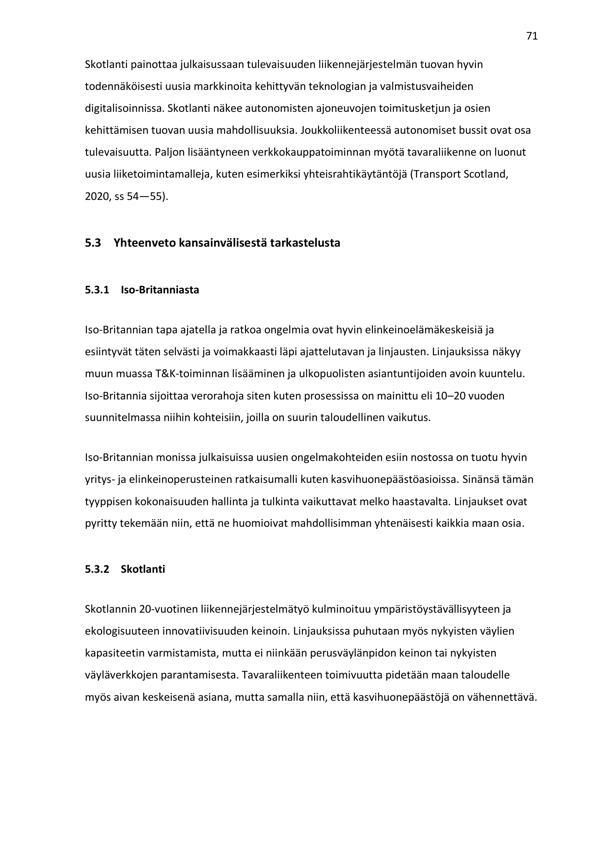 71
Skotlanti painottaa julkaisussaan tulevaisuuden liikennejärjestelmän tuovan hyvin
todennäköisesti uusia markkinoita kehittyvän teknologian ja valmistusvaiheiden
digitalisoinnissa. Skotlanti näkee autonomisten ajoneuvojen toimitusketjun ja osien
kehittämisen tuovan uusia mahdollisuuksia. Joukkoliikenteessä autonomiset bussit ovat osa
tulevaisuutta. Paljon lisääntyneen verkkokauppatoiminnan myötä tavaraliikenne on luonut
uusia liiketoimintamalleja, kuten esimerkiksi yhteisrahtikäytäntöjä (Transport Scotland,
2020, ss 54—55).
5.3 Yhteenveto kansainvälisestä tarkastelusta
5.3.1 Iso-Britanniasta
Iso-Britannian tapa ajatella ja ratkoa ongelmia ovat hyvin elinkeinoelämäkeskeisiä ja
esiintyvät täten selvästi ja voimakkaasti läpi ajattelutavan ja linjausten. Linjauksissa näkyy
muun muassa T&K-toiminnan lisääminen ja ulkopuolisten asiantuntijoiden avoin kuuntelu.
Iso-Britannia sijoittaa verorahoja siten kuten prosessissa on mainittu eli 10–20 vuoden
suunnitelmassa niihin kohteisiin, joilla on suurin taloudellinen vaikutus.
Iso-Britannian monissa julkaisuissa uusien ongelmakohteiden esiin nostossa on tuotu hyvin
yritys- ja elinkeinoperusteinen ratkaisumalli kuten kasvihuonepäästöasioissa. Sinänsä tämän
tyyppisen kokonaisuuden hallinta ja tulkinta vaikuttavat melko haastavalta. Linjaukset ovat
pyritty tekemään niin, että ne huomioivat mahdollisimman yhtenäisesti kaikkia maan osia.
5.3.2 Skotlanti
Skotlannin 20-vuotinen liikennejärjestelmätyö kulminoituu ympäristöystävällisyyteen ja
ekologisuuteen innovatiivisuuden keinoin. Linjauksissa puhutaan myös nykyisten väylien
kapasiteetin varmistamista, mutta ei niinkään perusväylänpidon keinon tai nykyisten
väyläverkkojen parantamisesta. Tavaraliikenteen toimivuutta pidetään maan taloudelle
myös aivan keskeisenä asiana, mutta samalla niin, että kasvihuonepäästöjä on vähennettävä.